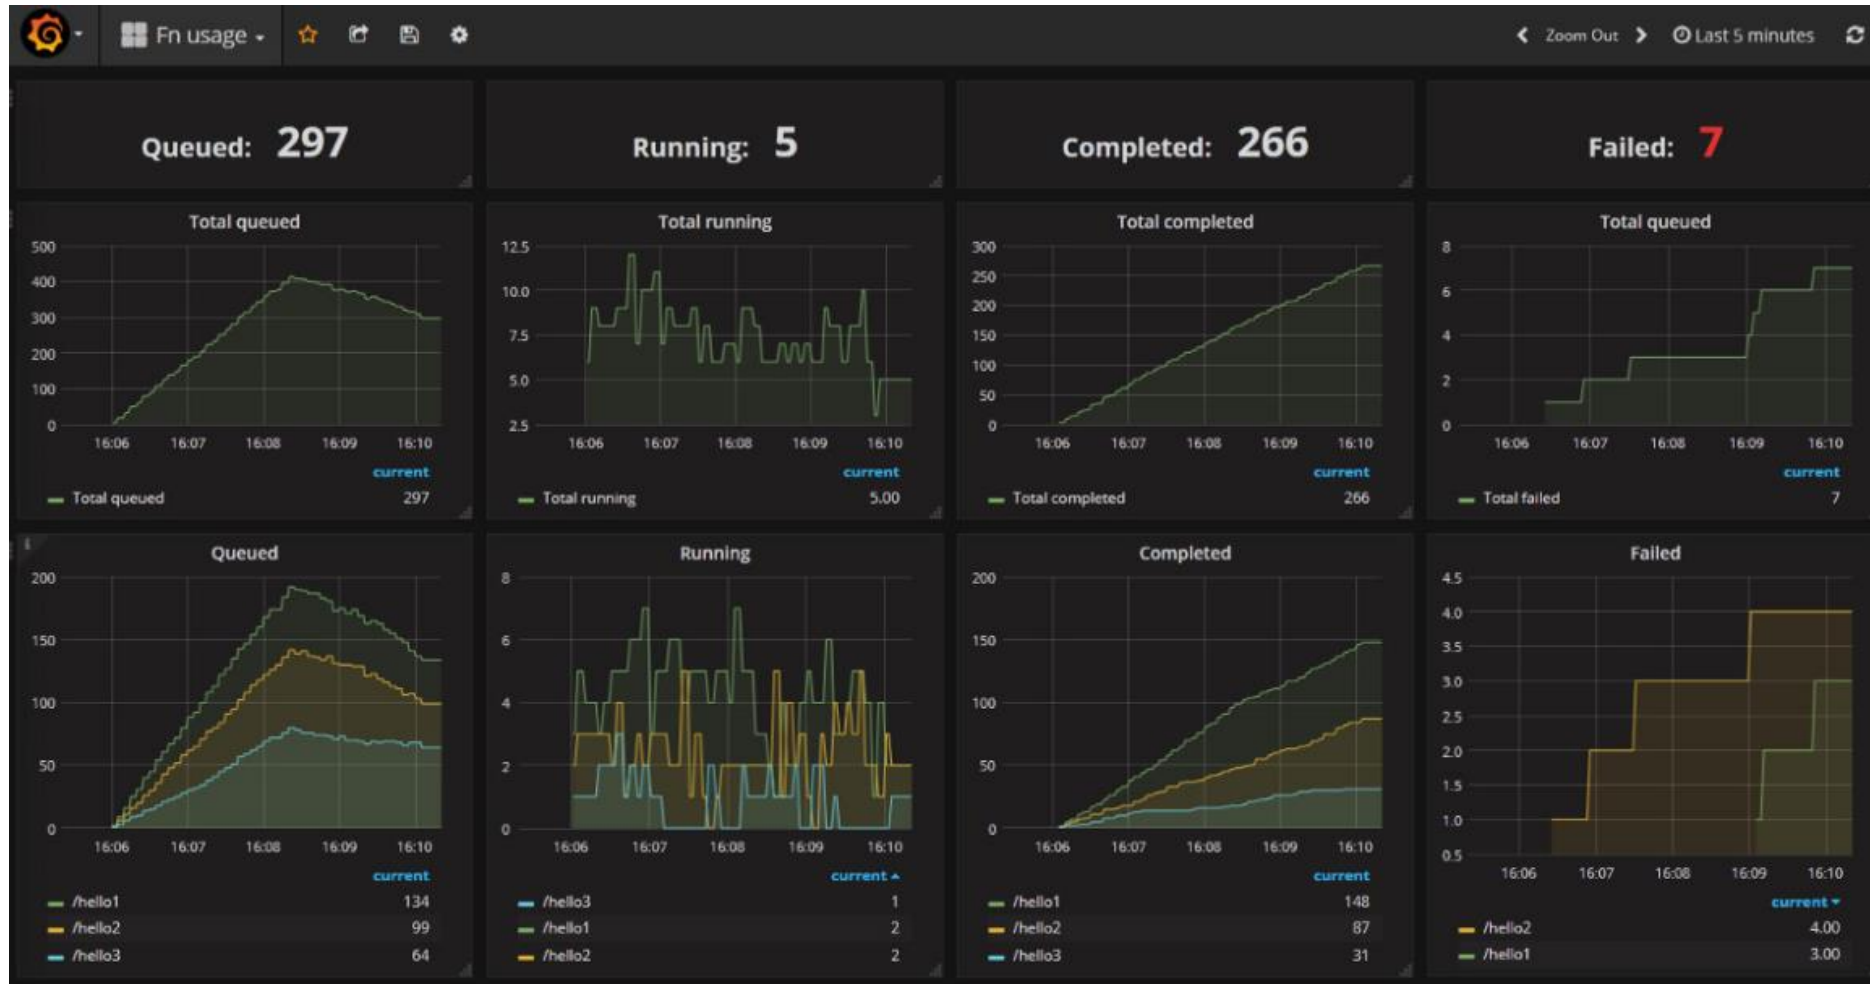 Fn usage
Zoom Out
Last 5 minutes
Queued: 297
Running: 5
Completed: 266
Failed: 7
Total queued
500
400
300
200
100
0
16:06 16:07 16:08 16:09 16:10
current
Total queued 297
Total running
12.5
10.0
7.5
5.0
2.5
16:06 16:07 16:08 16:09 16:10
current
Total running 5.00
Total completed
300
250
200
150
100
50
0
16:06 16:07 16:08 16:09 16:10
current
Total completed 266
Total queued
8
6
4
2
0
16:06 16:07 16:08 16:09 16:10
current
Total failed 7
i
Queued
200
150
100
50
0
16:06 16:07 16:08 16:09 16:10
current
/hello1 134
/hello2 99
/hello3 64
Running
8
6
4
2
0
16:06 16:07 16:08 16:09 16:10
current
/hello3 1
/hello1 2
/hello2 2
Completed
200
150
100
50
0
16:06 16:07 16:08 16:09 16:10
current
/hello1 148
/hello2 87
/hello3 31
Failed
4.5
4.0
3.5
3.0
2.5
2.0
1.5
1.0
0.5
16:06 16:07 16:08 16:09 16:10
current
/hello2 4.00
/hello1 3.00